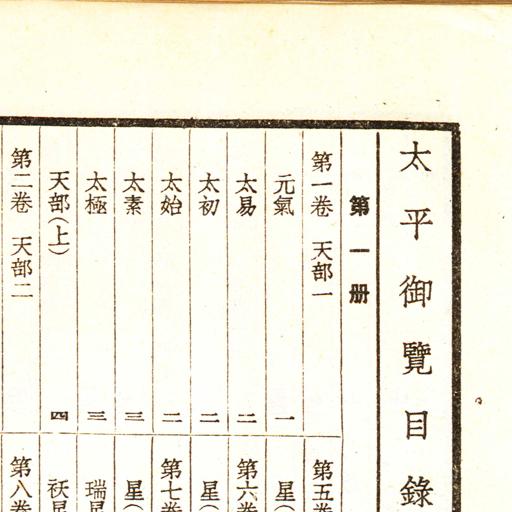 太平御覽目錄
第一册
第一卷 天部一
元氣 一
太易 二
太初 二
太始 二
太素 三
太極 三
天部(上) 四
第二卷 天部二
第五卷
星(
第六卷
星(
第七卷
星(
瑞星
祅星
第八卷